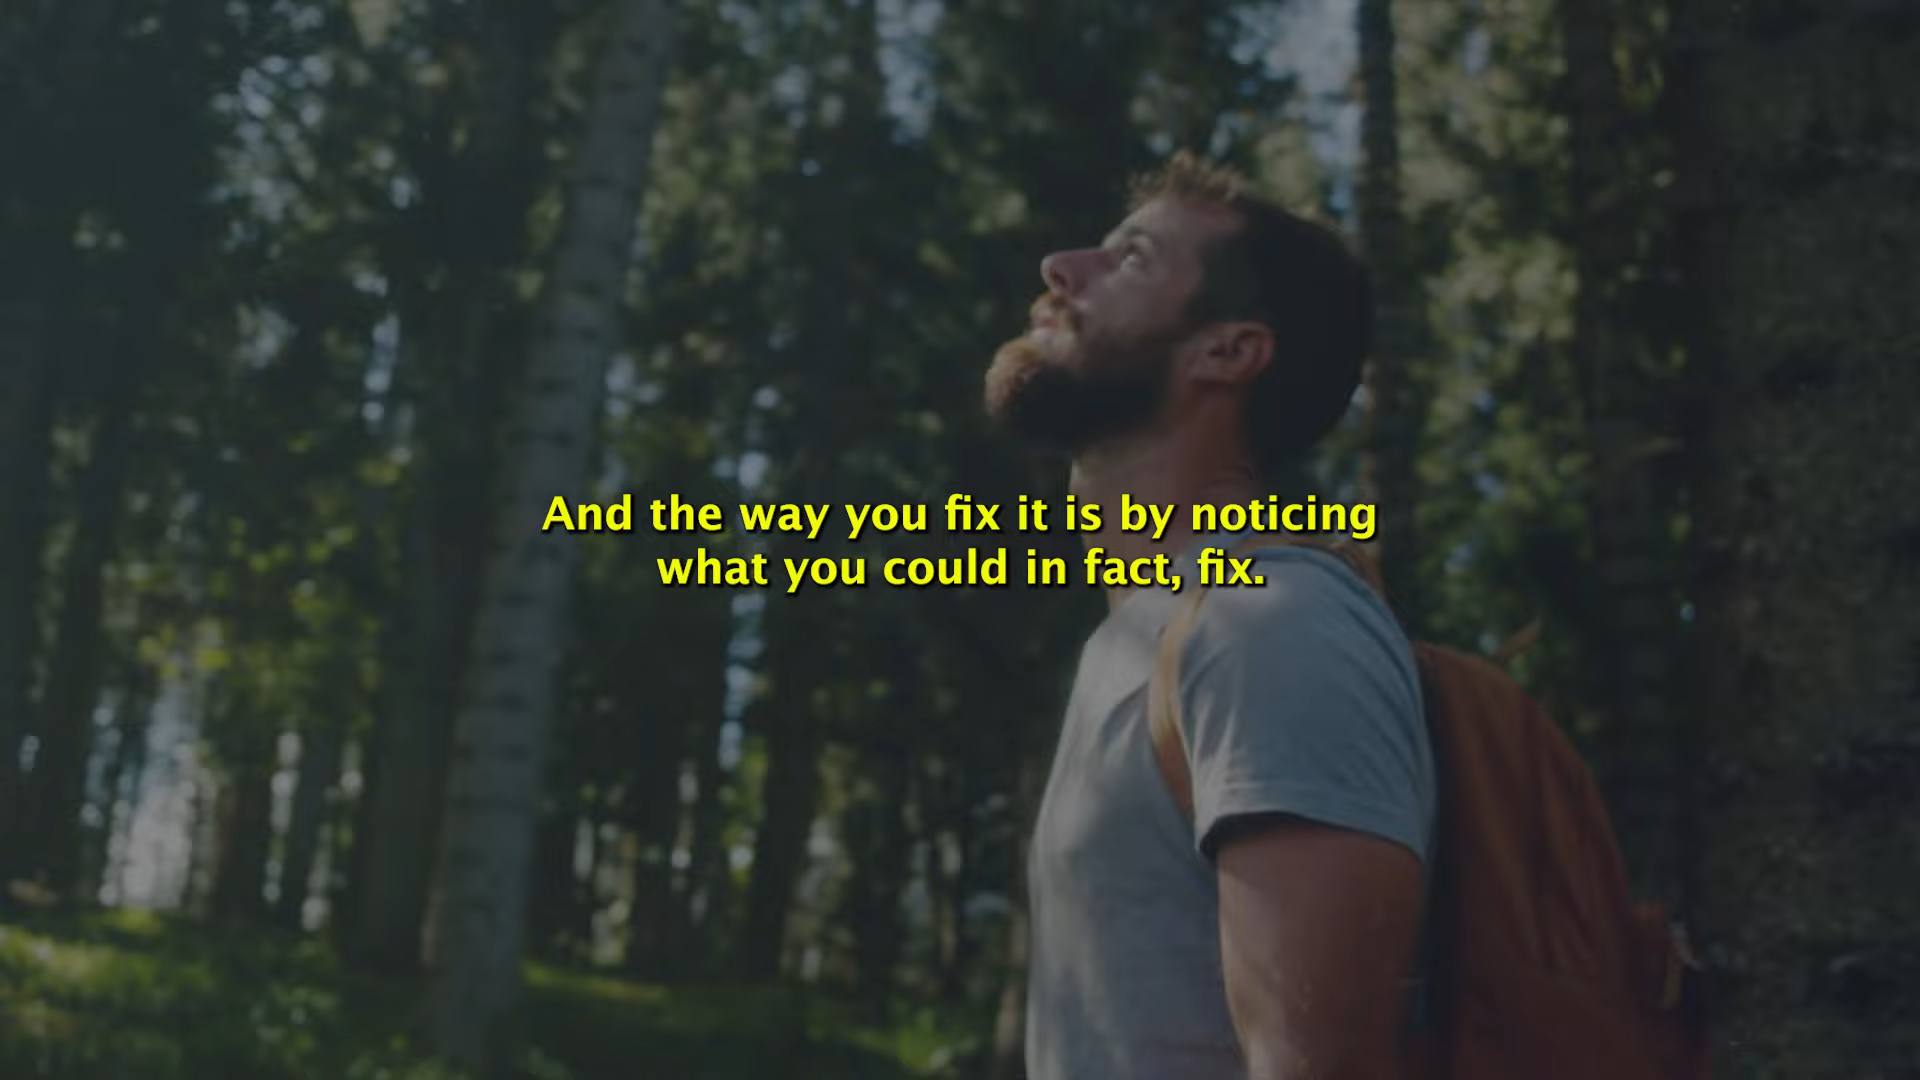 And the way you fix it is by noticing
what you could in fact, fix.